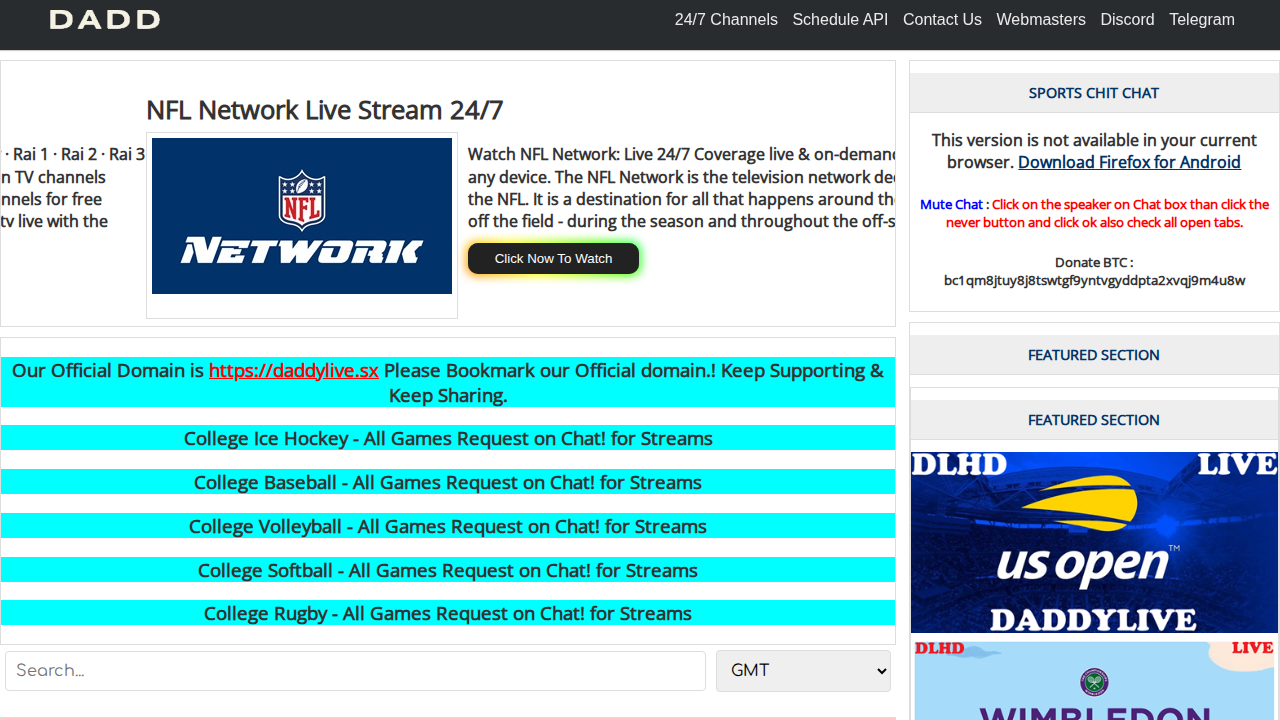 DADD
24/7 Channels Schedule API Contact Us Webmasters Discord Telegram
NFL Network Live Stream 24/7
· Rai 1 · Rai 2 · Rai 3
n TV channels
nnels for free
tv live with the
NFL
NETWORK
Watch NFL Network: Live 24/7 Coverage live & on-demand
any device. The NFL Network is the television network
the NFL. It is a destination for all that happens around
off the field - during the season and throughout the
Click Now To Watch
Our Official Domain is https://daddylive.sx Please Bookmark our Official domain.! Keep Supporting &
Keep Sharing.
College Ice Hockey - All Games Request on Chat! for Streams
College Baseball - All Games Request on Chat! for Streams
College Volleyball - All Games Request on Chat! for Streams
College Softball - All Games Request on Chat! for Streams
College Rugby - All Games Request on Chat! for Streams
Search...
GMT
SPORTS CHIT CHAT
This version is not available in your current
browser. Download Firefox for Android
Mute Chat : Click on the speaker on Chat box than click the
never button and click ok also check all open tabs.
Donate BTC :
bc1qm8jtuy8j8tswtgf9yntvgyddpta2xvqj9m4u8w
FEATURED SECTION
FEATURED SECTION
DLHD LIVE
us open
TM
DADDYLIVE
DLHD LIVE
WIMBLEDON